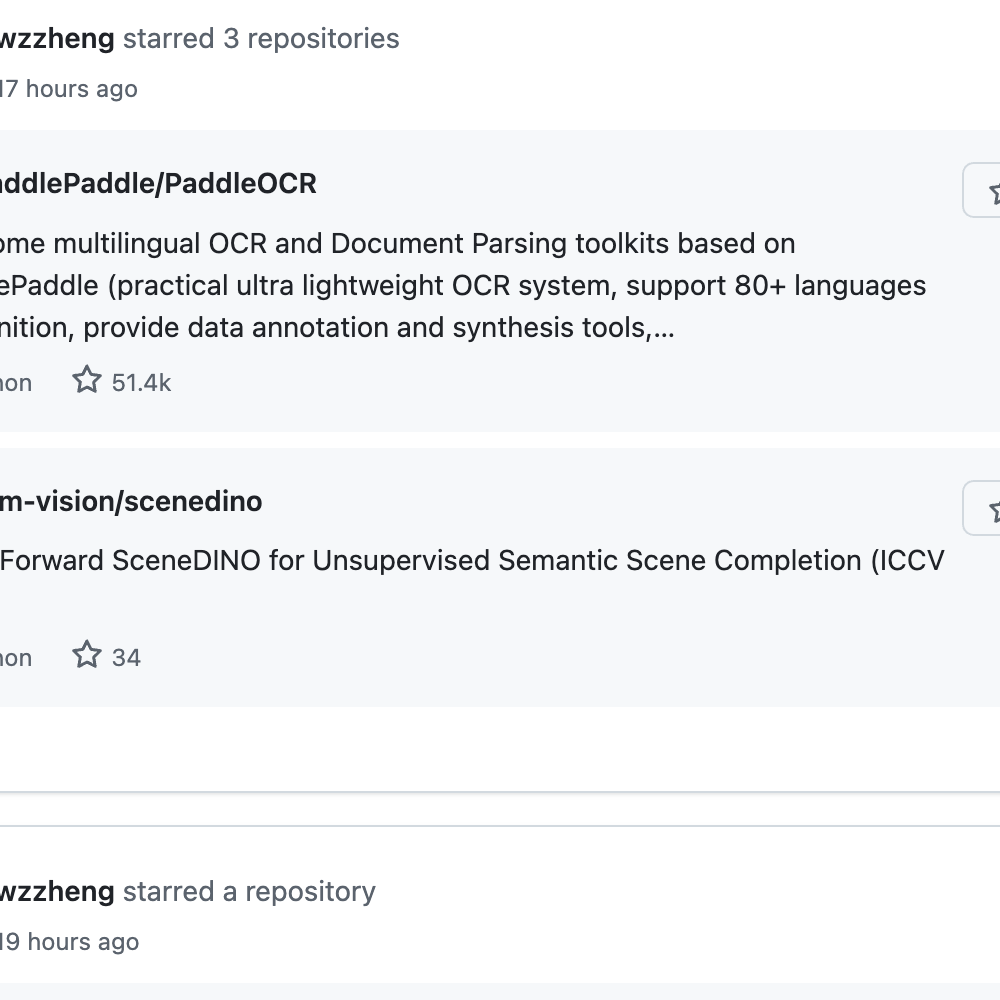 wzzheng starred 3 repositories
17 hours ago
addlePaddle/PaddleOCR
ome multilingual OCR and Document Parsing toolkits based on
ePaddle (practical ultra lightweight OCR system, support 80+ languages
nition, provide data annotation and synthesis tools,...
hon
51.4k
m-vision/scenedino
Forward SceneDINO for Unsupervised Semantic Scene Completion (ICCV
hon
34
wzzheng starred a repository
19 hours ago